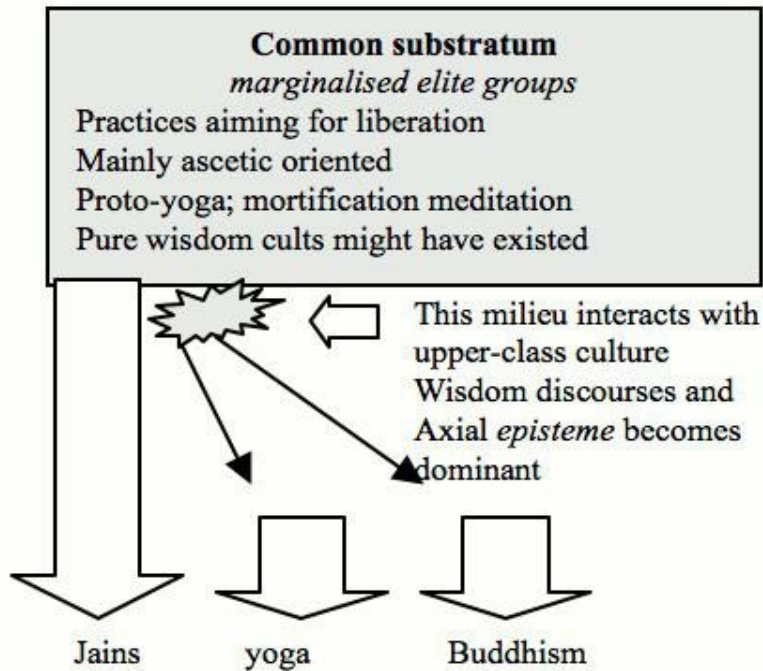 Common substratum
marginalised elite groups
Practices aiming for liberation
Mainly ascetic oriented
Proto-yoga; mortification meditation
Pure wisdom cults might have existed
This milieu interacts with
upper-class culture
Wisdom discourses and
Axial episteme becomes
dominant
Jains yoga Buddhism